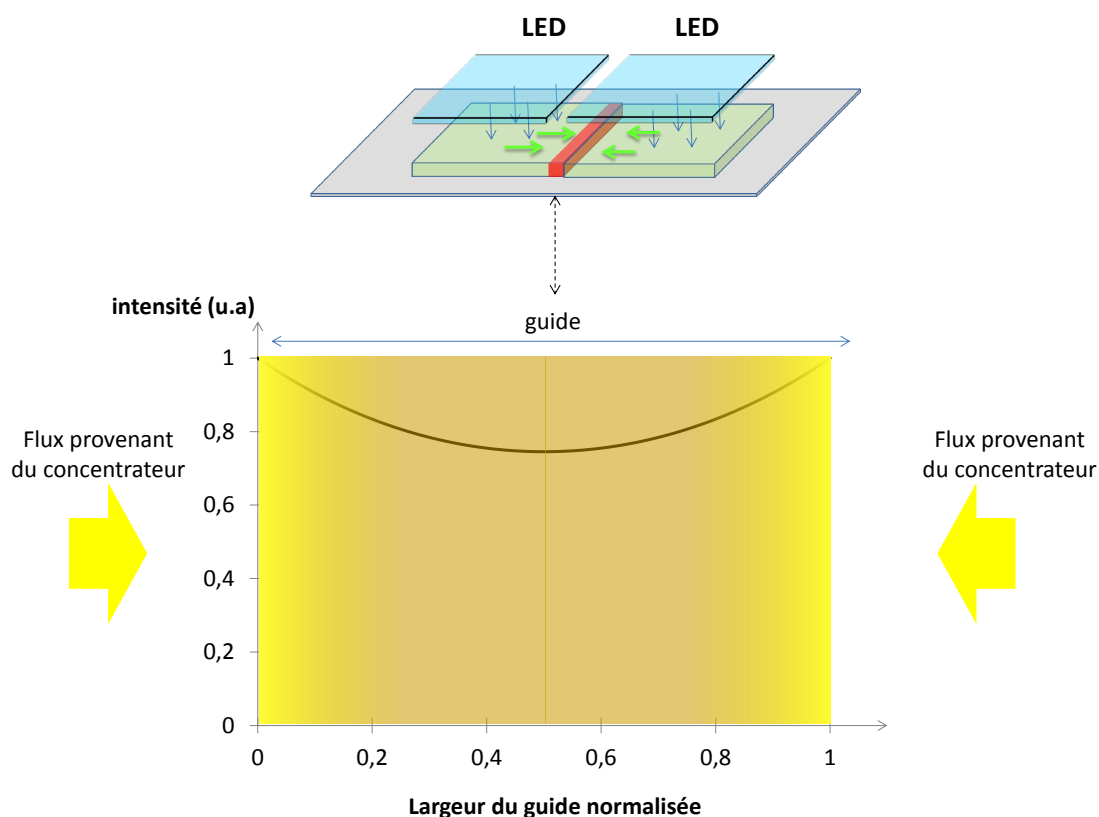 LED LED
intensité (u.a)
guide
1
0,8
0,6
0,4
0,2
0
Flux provenant
du concentrateur
Flux provenant
du concentrateur
0 0,2 0,4 0,6 0,8 1
Largeur du guide normalisée